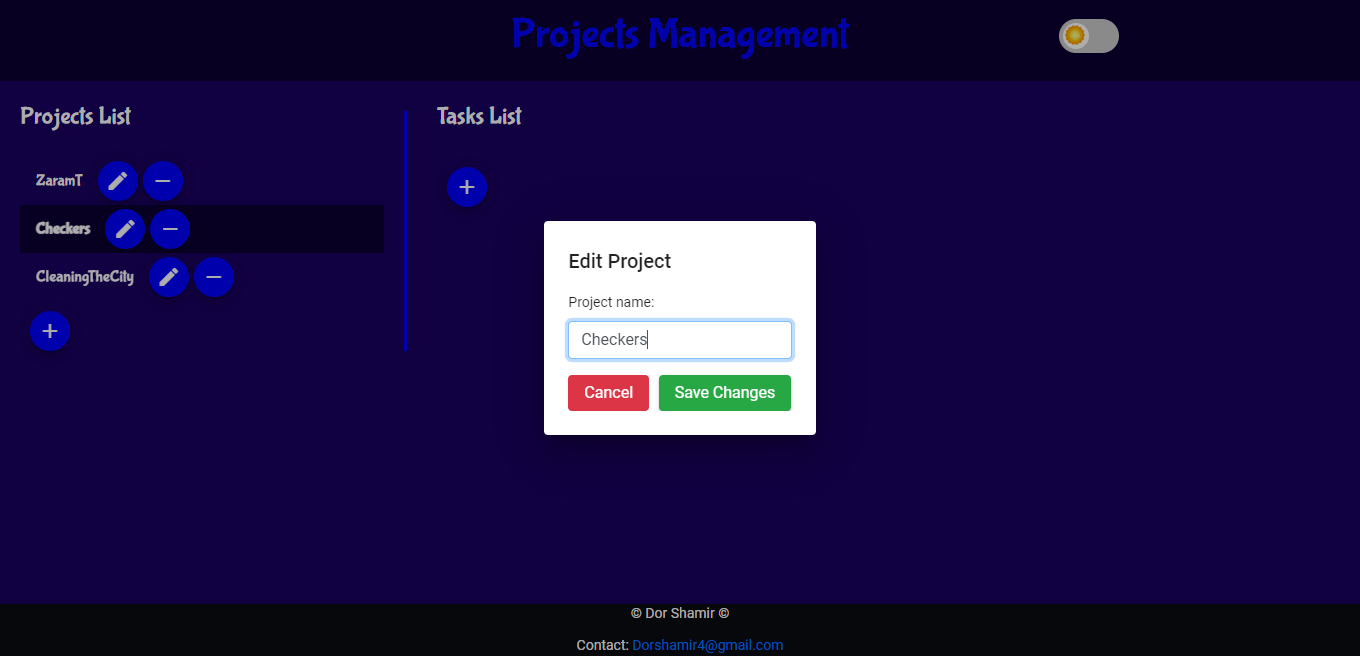 Projects Management
Projects List
Tasks List
ZaramT
Checkers
CleaningTheCity
Edit Project
Project name:
Checkers
Cancel
Save Changes
© Dor Shamir ©
Contact: Dorshamir4@gmail.com